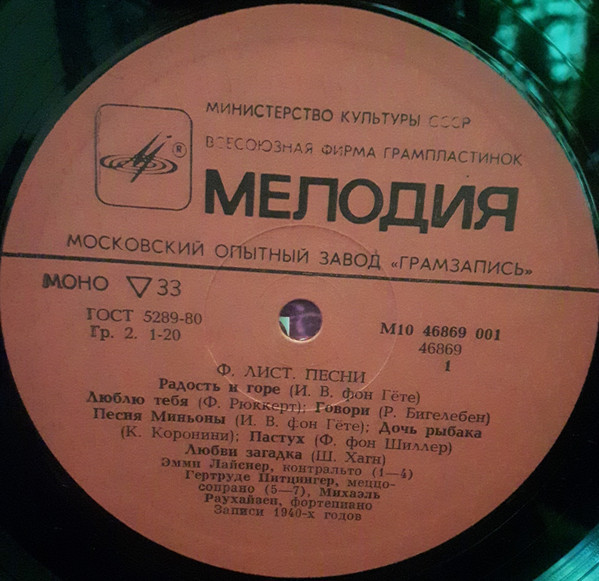 МИНИСТЕРСТВО КУЛЬТУРЫ СССР
ВСЕСОЮЗНАЯ ФИРМА ГРАМПЛАСТИНОК
®
МЕЛОДИЯ
МОСКОВСКИЙ ОПЫТНЫЙ ЗАВОД «ГРАМЗАПИСЬ»
МОНО ▽ 33
ГОСТ 5289-80
Гр. 2. 1-20
М10 46869 001
46869
1
Ф. ЛИСТ. ПЕСНИ
Радость и горе (И. В. фон Гёте)
Люблю тебя (Ф. Рюккерт); Говори (Р. Бигелебен)
Песня Миньоны (И. В. фон Гёте); Дочь рыбака
(К. Коронини); Пастух (Ф. фон Шиллер)
Любви загадка (Ш. Хагн)
Эмми Лайснер, контральто (1—4)
Гертруде Питцингер, меццо-
сопрано (5—7), Михаэль
Раухайзен, фортепиано
Записи 1940-х годов